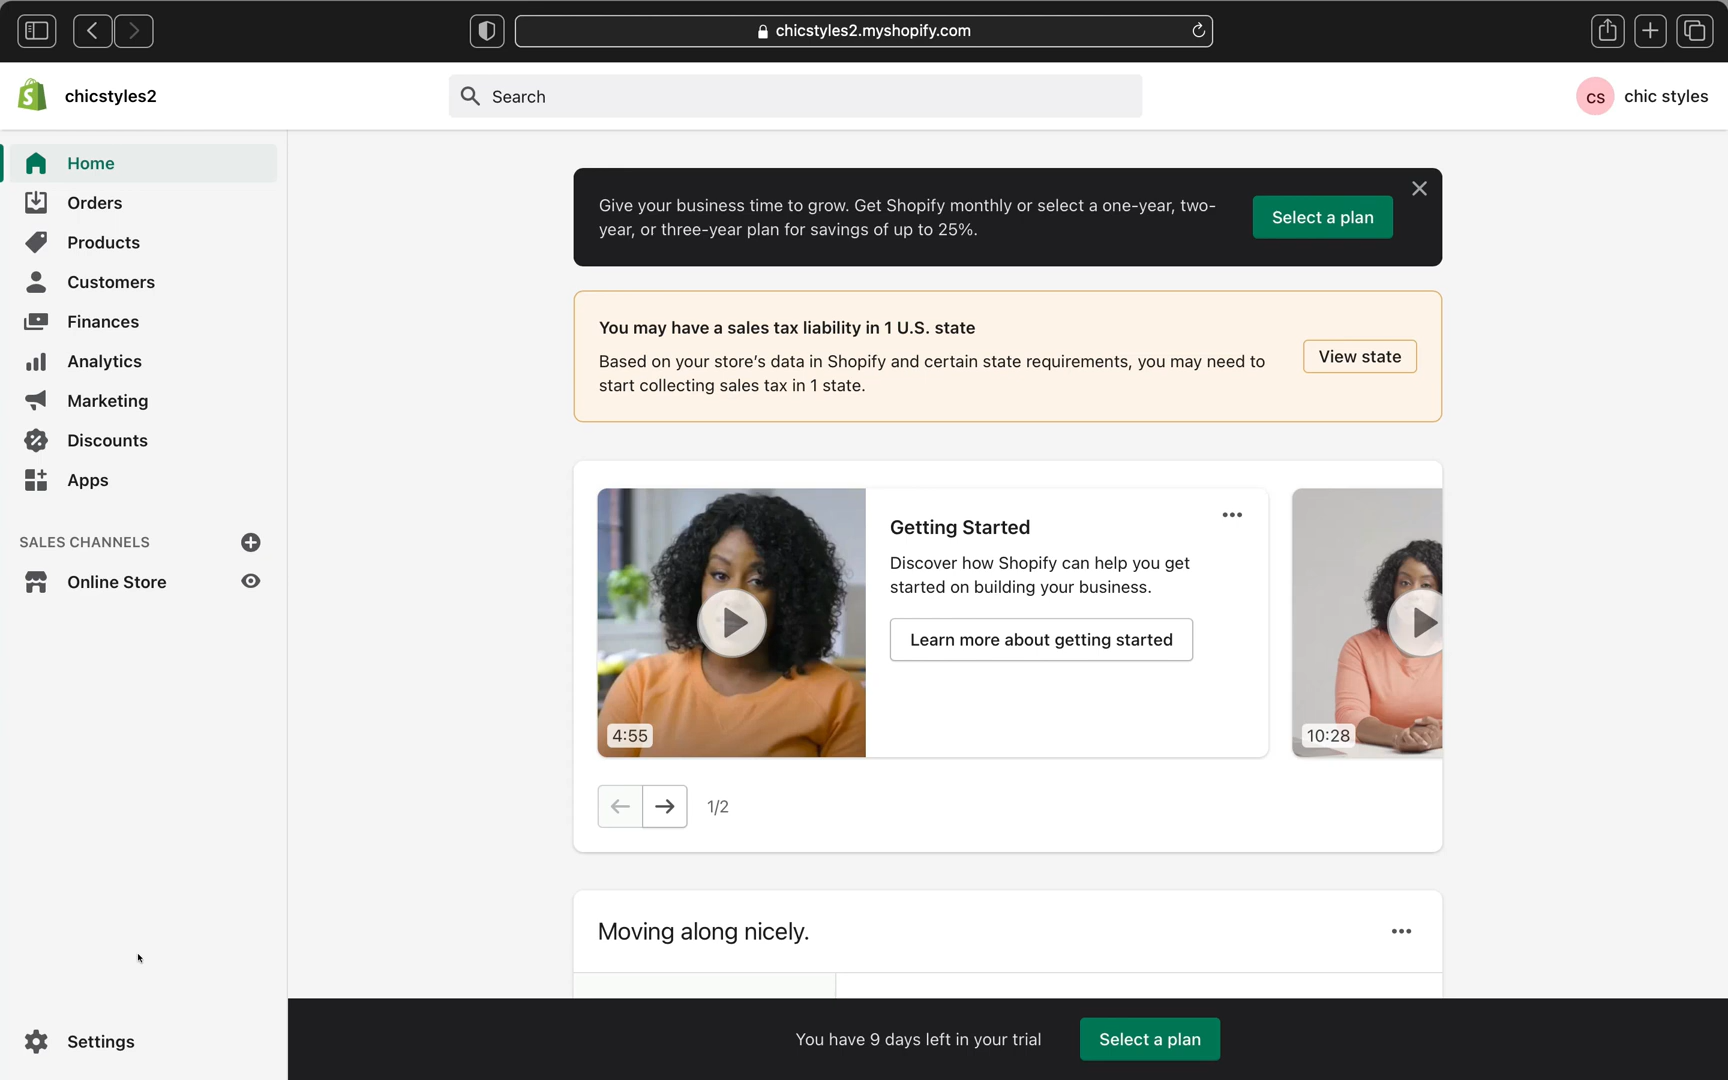 chicstyles2.myshopify.com
chicstyles2
Search
CS chic styles
Home
Orders
Products
Customers
Finances
Analytics
Marketing
Discounts
Apps
SALES CHANNELS
Online Store
Settings
Give your business time to grow. Get Shopify monthly or select a one-year, two-
year, or three-year plan for savings of up to 25%.
Select a plan
You may have a sales tax liability in 1 U.S. state
Based on your store's data in Shopify and certain state requirements, you may need to
start collecting sales tax in 1 state.
View state
4:55
Getting Started
Discover how Shopify can help you get
started on building your business.
Learn more about getting started
10:28
1/2
Moving along nicely.
You have 9 days left in your trial
Select a plan